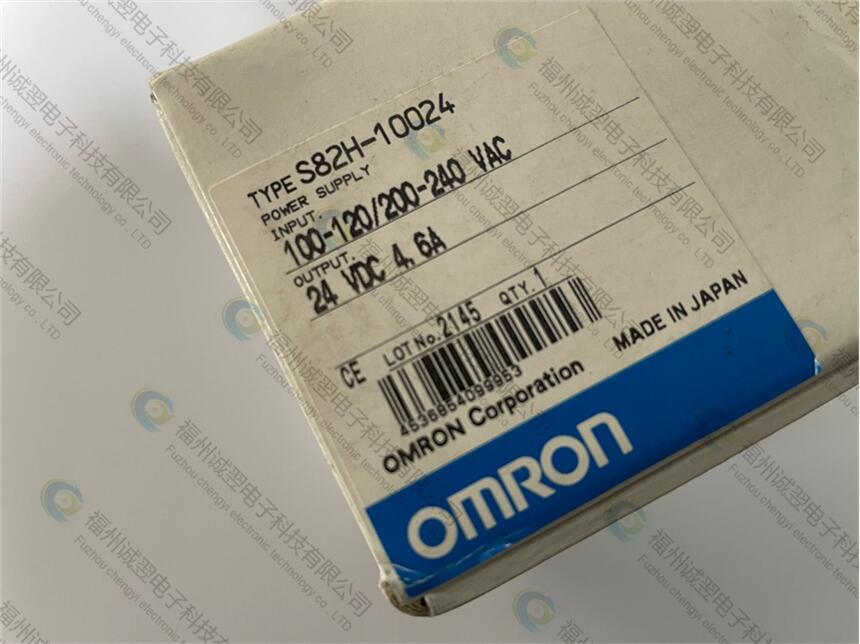 TYPE S82H-10024
POWER SUPPLY
INPUT.
100-120/200-240 VAC
OUTPUT.
24 VDC 4.6A
CE LOT No.2145 QTY.1
4536854099953
OMRON Corporation MADE IN JAPAN
OMRON
福州诚翌电子科技有限公司
Fuzhou chengyi electronic technology co., LTD